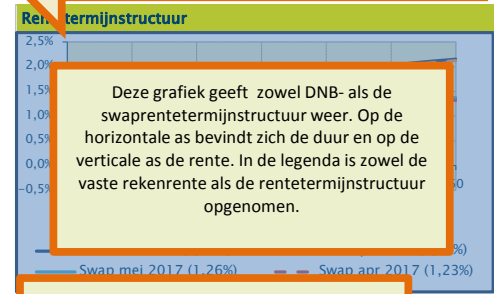 Rentetermijnstructuur
2,5%
2,0%
1,5%
1,0%
0,5%
0,0%
-0,5%
Deze grafiek geeft zowel DNB- als de
swaprentetermijnstructuur weer. Op de
horizontale as bevindt zich de duur en op de
verticale as de rente. In de legenda is zowel de
vaste rekenrente als de rentetermijnstructuur
opgenomen.
Swap mei 2017 (1,26%)
Swap apr 2017 (1,23%)